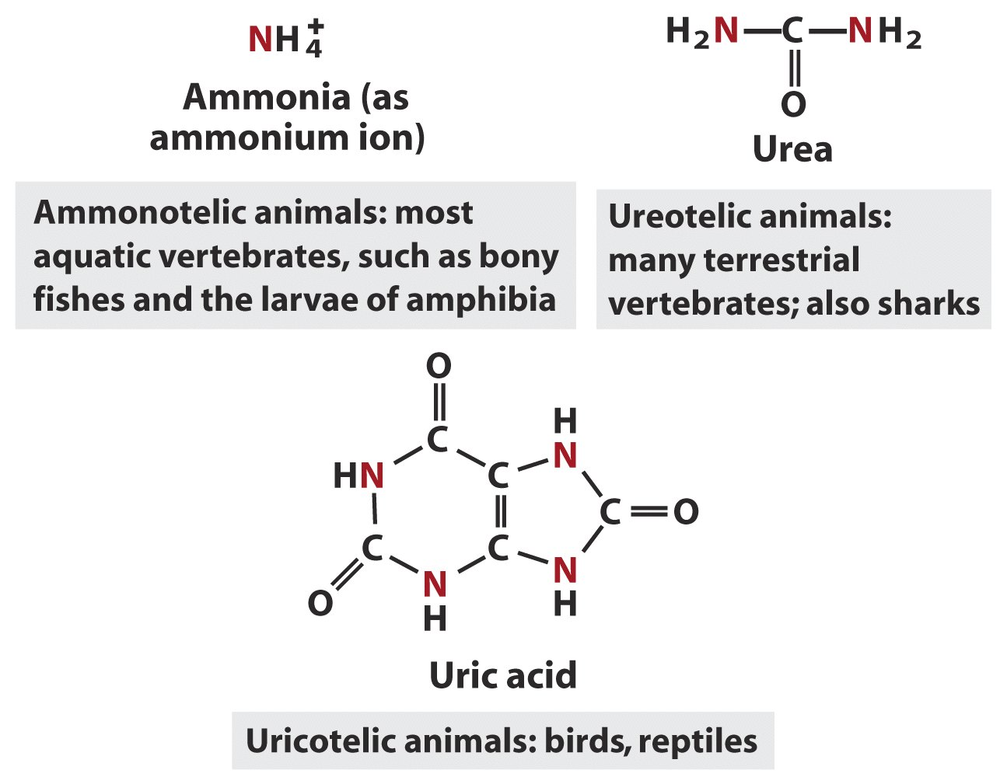 NH4+
Ammonia (as
ammonium ion)
H2N—C—NH2
O
Urea
Ammonotelic animals: most
aquatic vertebrates, such as bony
fishes and the larvae of amphibia
Ureotelic animals:
many terrestrial
vertebrates; also sharks
O
H
C
N
HN
C
C=O
C
C
N
N
O
H
H
Uric acid
Uricotelic animals: birds, reptiles